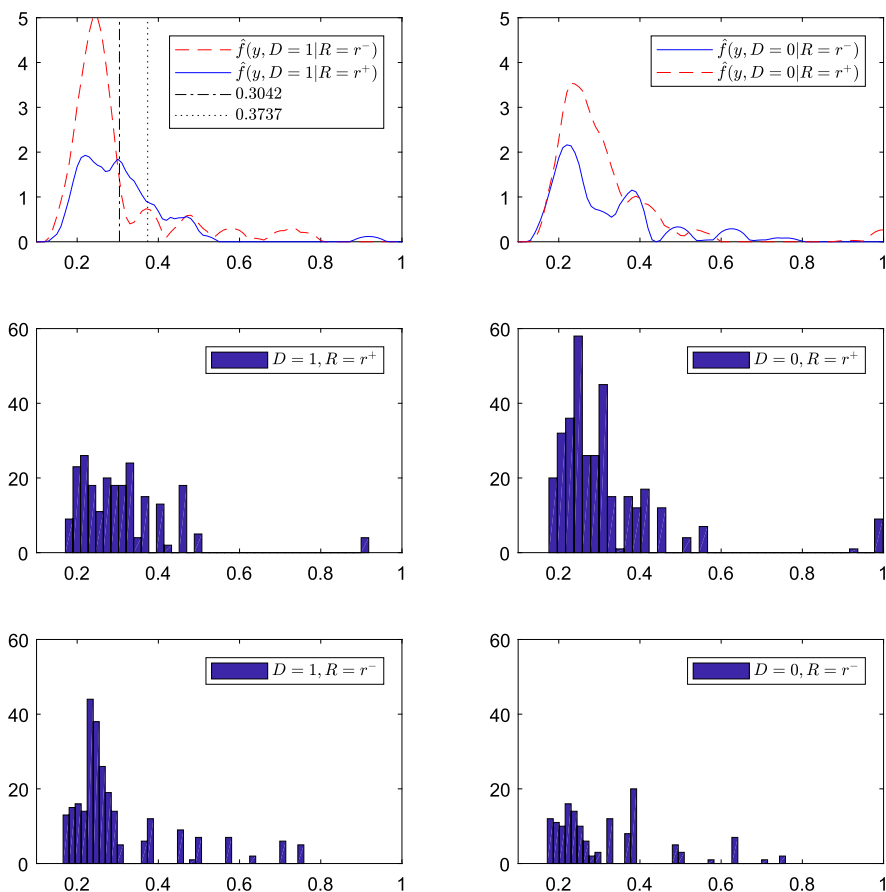 5
4
3
2
1
0
0.2 0.4 0.6 0.8 1
f̂(y, D = 1|R = r⁻)
f̂(y, D = 1|R = r⁺)
0.3042
0.3737
5
4
3
2
1
0
0.2 0.4 0.6 0.8 1
f̂(y, D = 0|R = r⁻)
f̂(y, D = 0|R = r⁺)
60
40
20
0
0.2 0.4 0.6 0.8 1
D = 1, R = r⁺
60
40
20
0
0.2 0.4 0.6 0.8 1
D = 0, R = r⁺
60
40
20
0
0.2 0.4 0.6 0.8 1
D = 1, R = r⁻
60
40
20
0
0.2 0.4 0.6 0.8 1
D = 0, R = r⁻